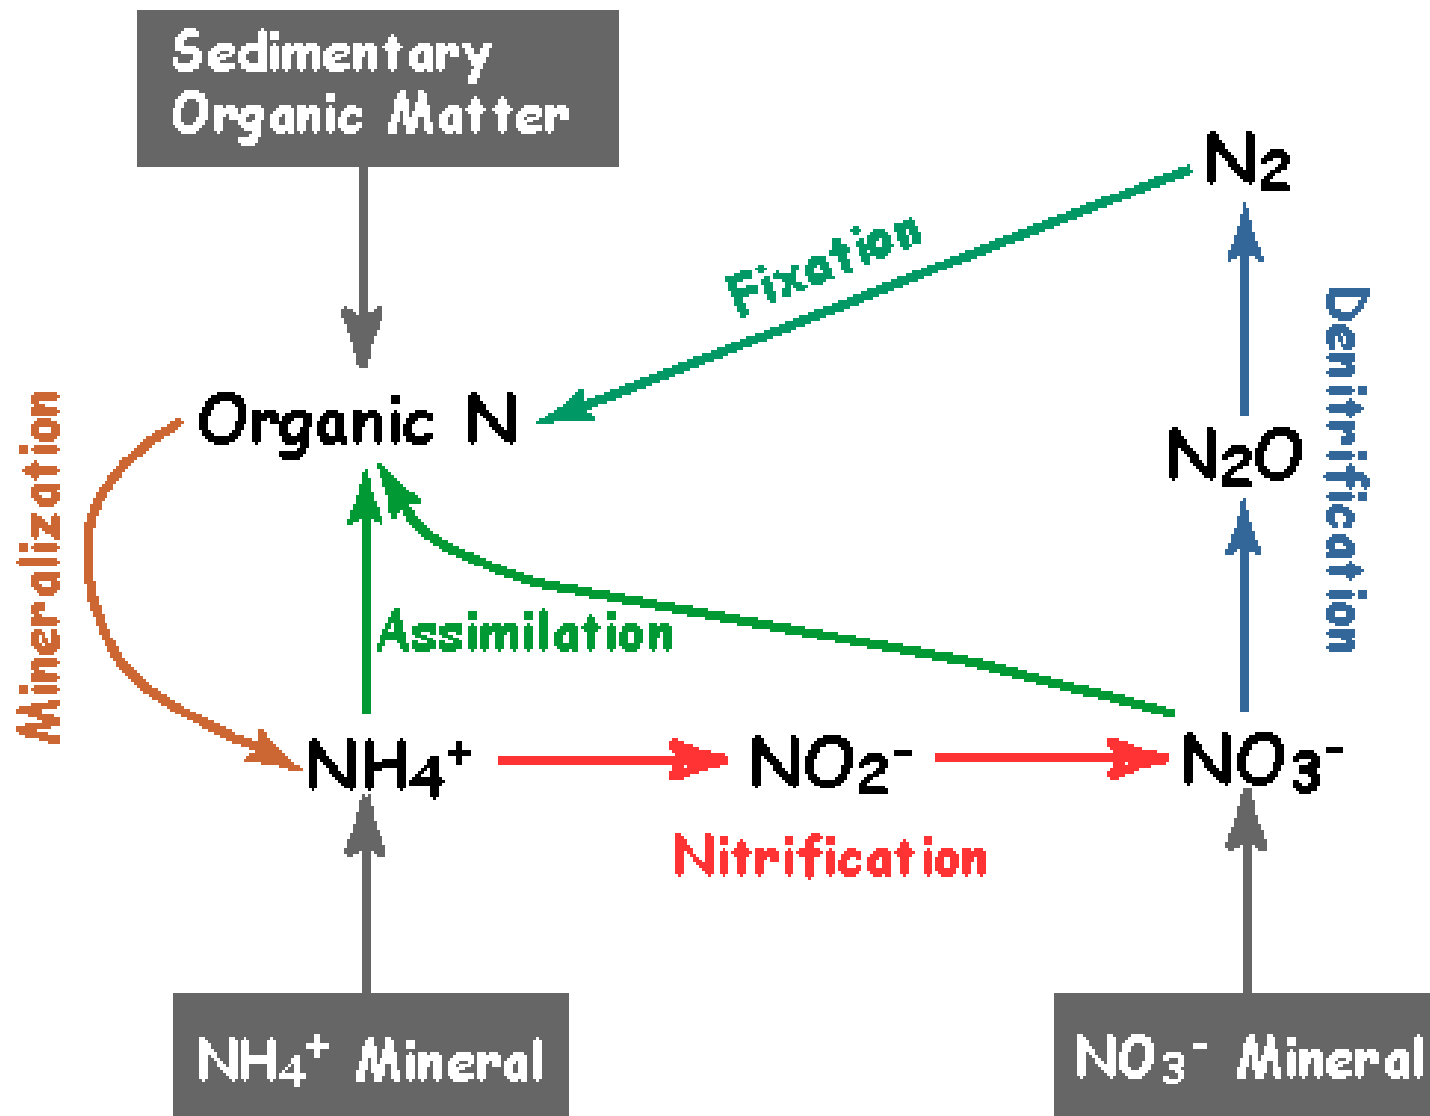 Sedimentary
Organic Matter
N₂
Fixation
Denitrification
Organic N
N₂O
Mineralization
Assimilation
NH₄⁺
NO₂⁻
NO₃⁻
Nitrification
NH₄⁺ Mineral
NO₃⁻ Mineral